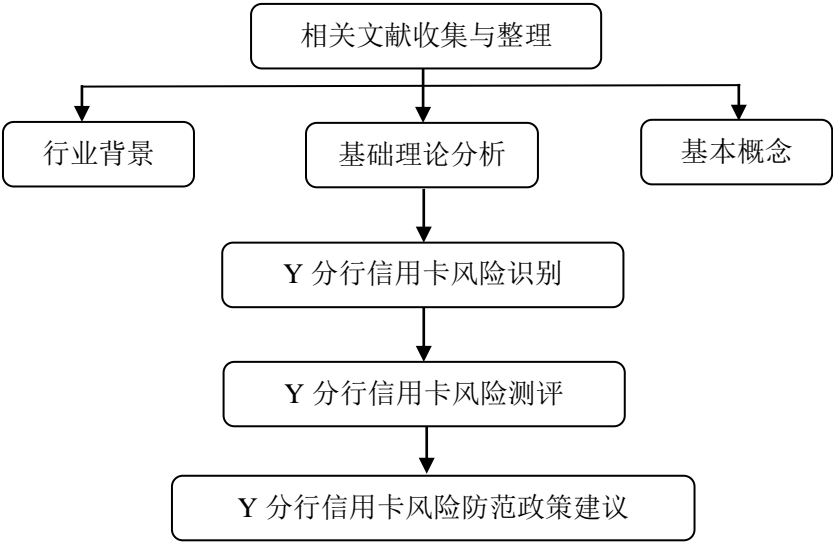 相关文献收集与整理
行业背景
基础理论分析
基本概念
Y 分行信用卡风险识别
Y 分行信用卡风险测评
Y 分行信用卡风险防范政策建议